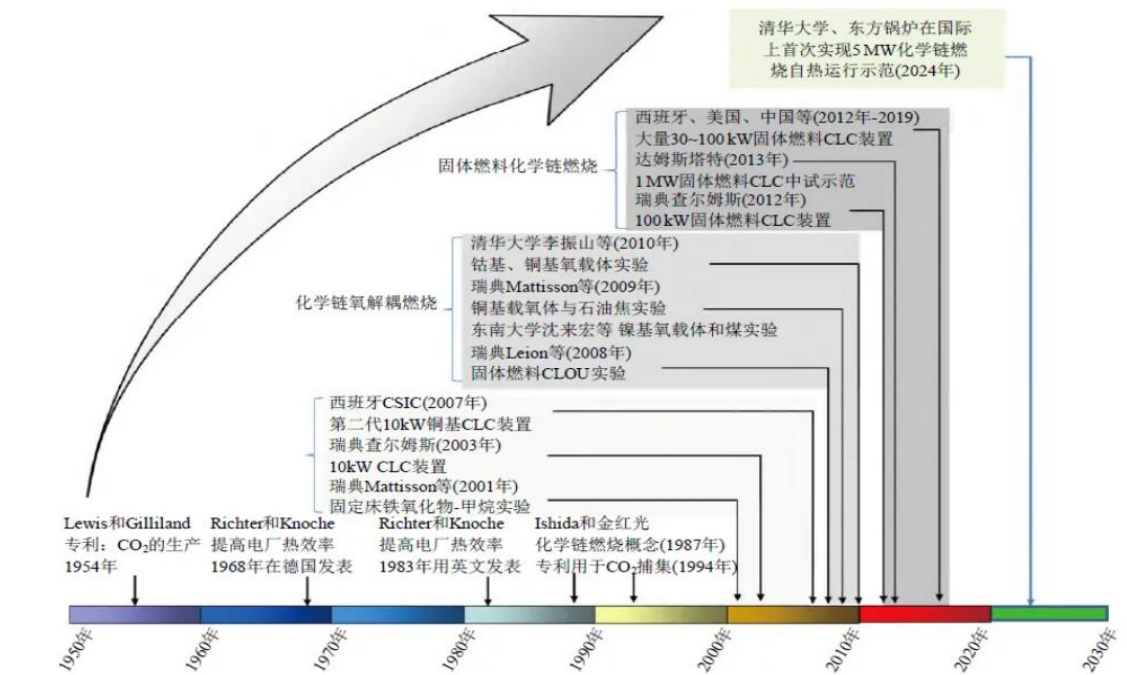 清华大学、东方锅炉在国际
上首次实现5 MW化学链燃
烧自热运行示范(2024年)
固体燃料化学链燃烧
西班牙、美国、中国等(2012年-2019)
大量30~100 kW固体燃料CLC装置
达姆斯塔特(2013年)
1 MW固体燃料CLC中试示范
瑞典查尔姆斯(2012年)
100 kW固体燃料CLC装置
化学链氧解耦燃烧
清华大学李振山等(2010年)
钴基、铜基氧载体实验
瑞典Mattisson等(2009年)
铜基载氧体与石油焦实验
东南大学沈来宏等 镍基氧载体和煤实验
瑞典Leion等(2008年)
固体燃料CLOU实验
西班牙CSIC(2007年)
第二代10kW铜基CLC装置
瑞典查尔姆斯(2003年)
10kW CLC装置
瑞典Mattisson等(2001年)
固定床铁氧化物-甲烷实验
Lewis和Gilliland
专利：CO₂的生产
1954年
Richter和Knoche
提高电厂热效率
1968年在德国发表
Richter和Knoche
提高电厂热效率
1983年用英文发表
Ishida和金红光
化学链燃烧概念(1987年)
专利用于CO₂捕集(1994年)
1950年
1960年
1970年
1980年
1990年
2000年
2010年
2020年
2030年